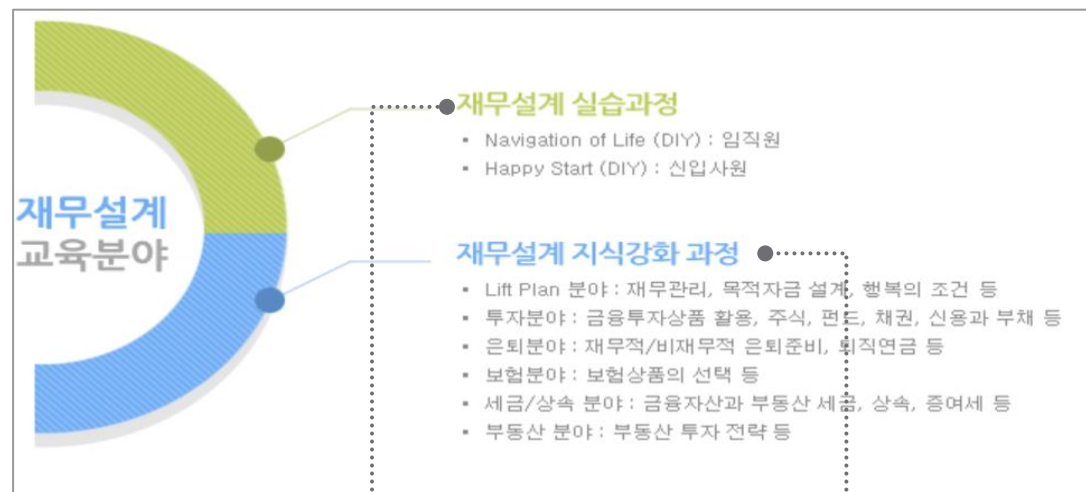 재무설계
교육분야
재무설계 실습과정
▪ Navigation of Life (DIY) : 임직원
▪ Happy Start (DIY) : 신입사원
재무설계 지식강화 과정
▪ Lift Plan 분야 : 재무관리, 목적자금 설계, 행복의 조건 등
▪ 투자분야 : 금융투자상품 활용, 주식, 펀드, 채권, 신용과 부채 등
▪ 은퇴분야 : 재무적/비재무적 은퇴준비, 퇴직연금 등
▪ 보험분야 : 보험상품의 선택 등
▪ 세금/상속 분야 : 금융자산과 부동산 세금, 상속, 증여세 등
▪ 부동산 분야 : 부동산 투자 전략 등